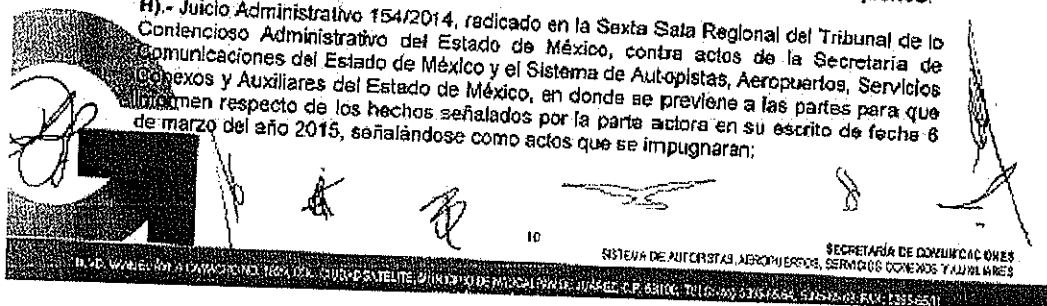 H).- Juicio Administrativo 154/2014, radicado en la Sexta Sala Regional del Tribunal de lo
Contencioso Administrativo del Estado de México, contra actos de la Secretaría de
Comunicaciones del Estado de México y el Sistema de Autopistas, Aeropuertos, Servicios
Conexos y Auxiliares del Estado de México, en donde se previene a las partes para que
informen respecto de los hechos señalados por la parte actora en su escrito de fecha 6
de marzo del año 2015, señalándose como actos que se impugnaran;
10
SECRETARÍA DE COMUNICACIONES
SISTEMA DE AUTOPISTAS, AEROPUERTOS, SERVICIOS CONEXOS Y AUXILIARES